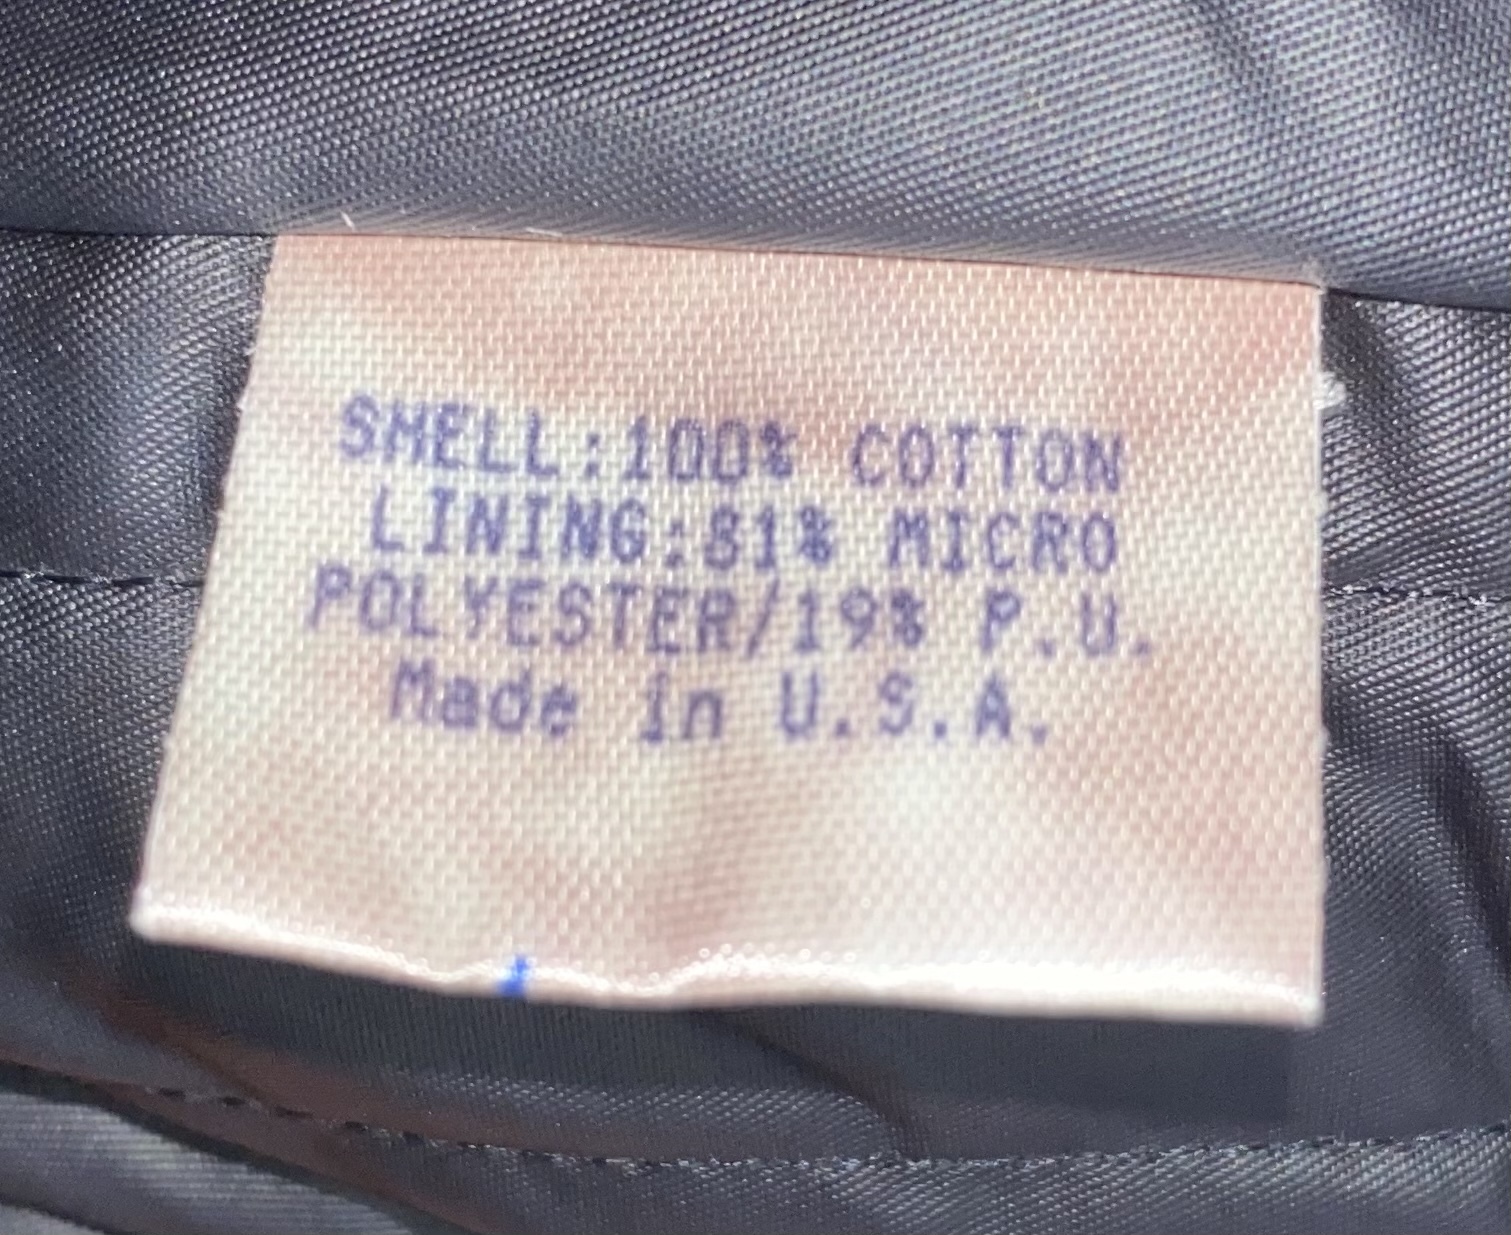 SHELL:100% COTTON
LINING:81% MICRO
POLYESTER/19% P.U.
Made in U.S.A.